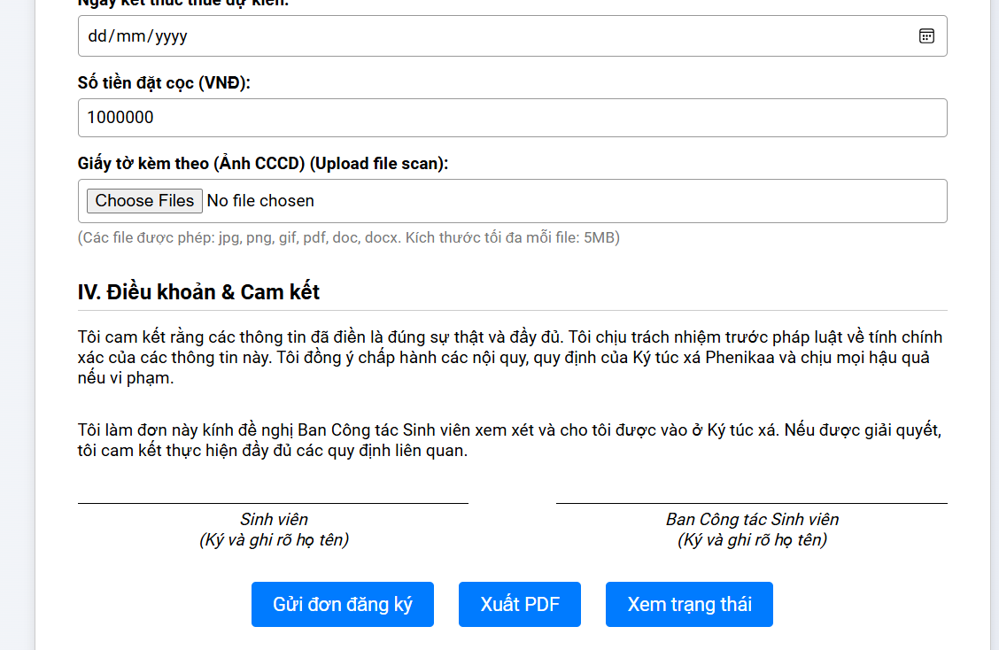 Ngày kết thúc thuê dự kiến:
dd/mm/yyyy
Số tiền đặt cọc (VNĐ):
1000000
Giấy tờ kèm theo (Ảnh CCCD) (Upload file scan):
Choose Files No file chosen
(Các file được phép: jpg, png, gif, pdf, doc, docx. Kích thước tối đa mỗi file: 5MB)
IV. Điều khoản & Cam kết
Tôi cam kết rằng các thông tin đã điền là đúng sự thật và đầy đủ. Tôi chịu trách nhiệm trước pháp luật về tính chính
xác của các thông tin này. Tôi đồng ý chấp hành các nội quy, quy định của Ký túc xá Phenikaa và chịu mọi hậu quả
nếu vi phạm.
Tôi làm đơn này kính đề nghị Ban Công tác Sinh viên xem xét và cho tôi được vào ở Ký túc xá. Nếu được giải quyết,
tôi cam kết thực hiện đầy đủ các quy định liên quan.
Sinh viên
(Ký và ghi rõ họ tên)
Ban Công tác Sinh viên
(Ký và ghi rõ họ tên)
Gửi đơn đăng ký
Xuất PDF
Xem trạng thái